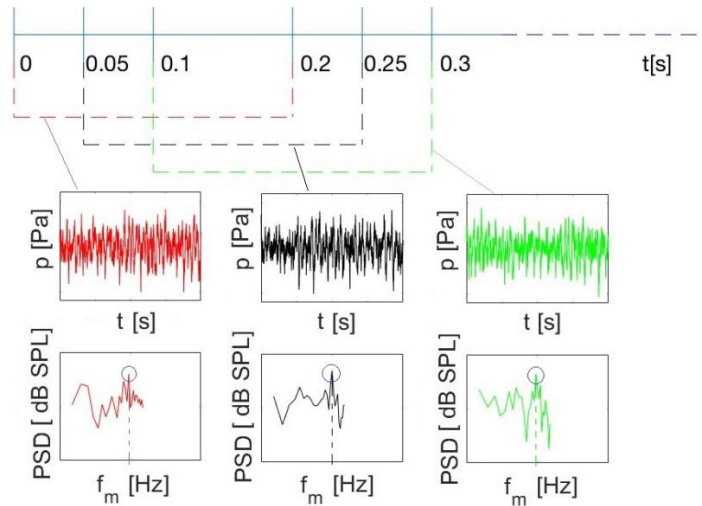 0 0.05 0.1 0.2 0.25 0.3 t[s]
p [Pa] p [Pa] p [Pa]
t [s] t [s] t [s]
PSD [ dB SPL] PSD [ dB SPL] PSD [ dB SPL]
f_m [Hz] f_m [Hz] f_m [Hz]